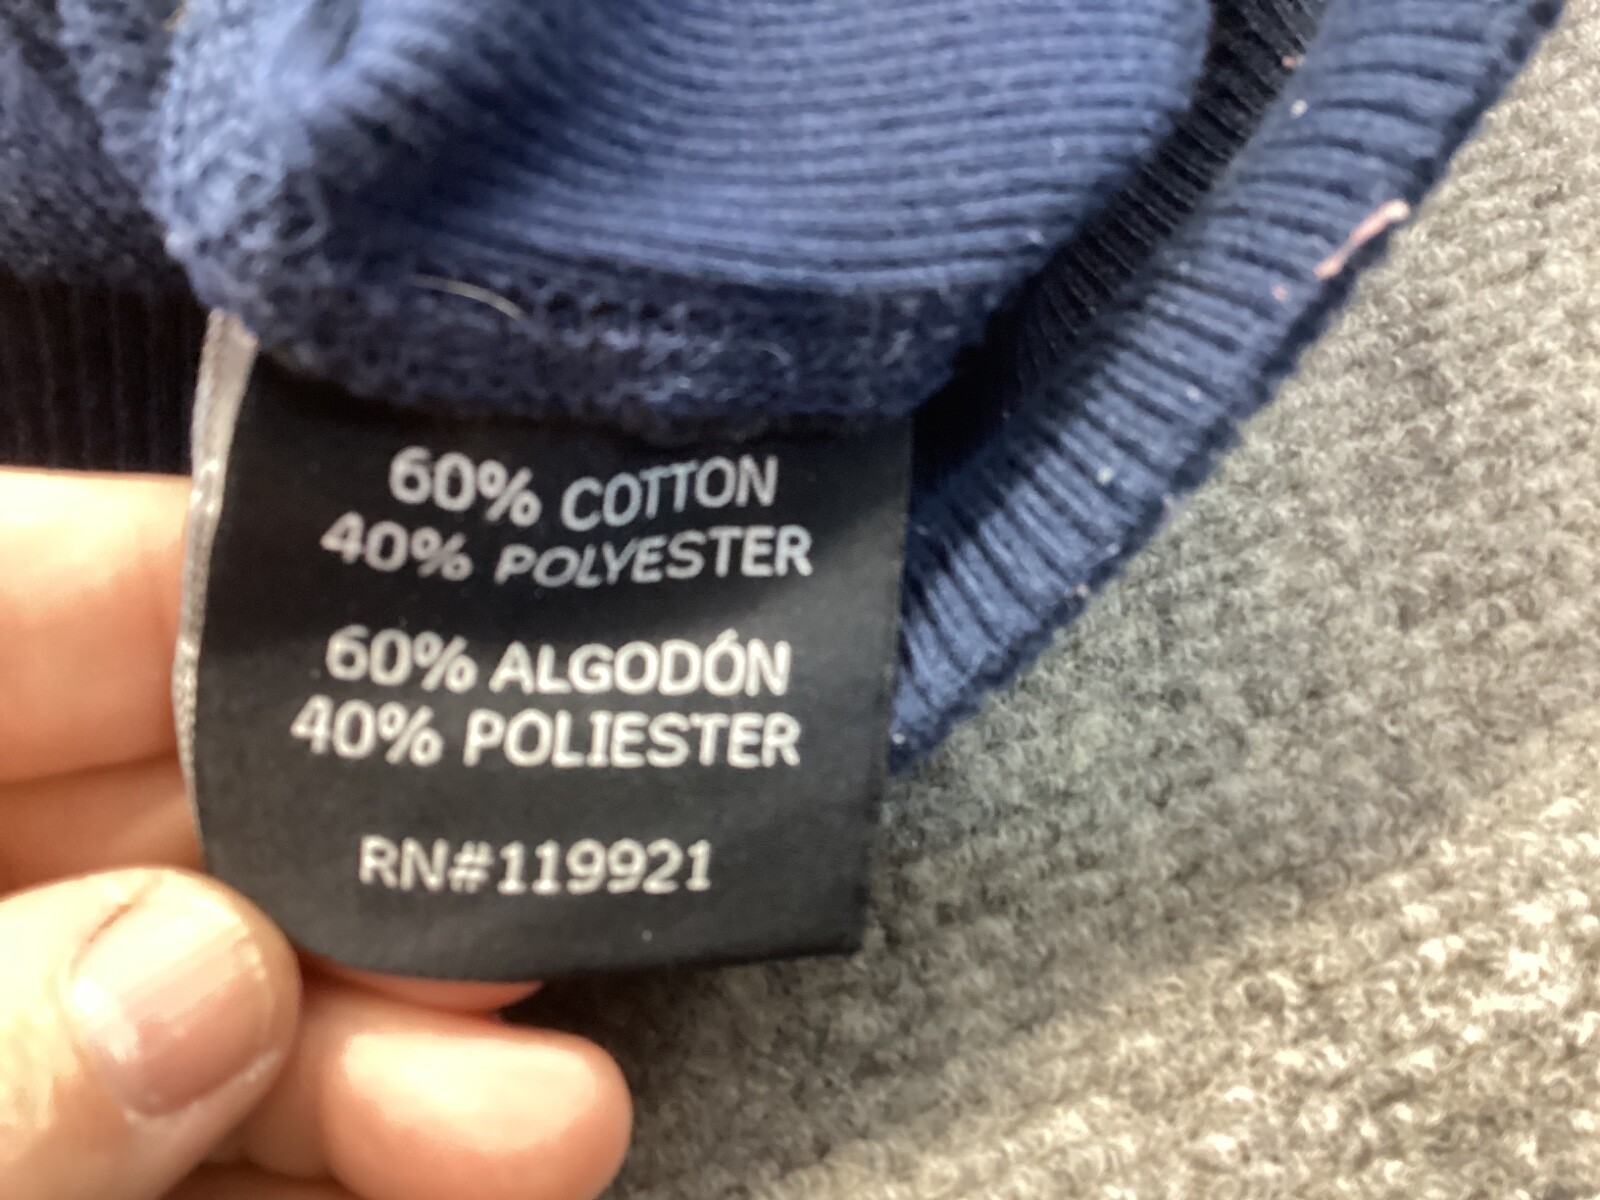 60% COTTON
40% POLYESTER
60% ALGODÓN
40% POLIESTER
RN#119921